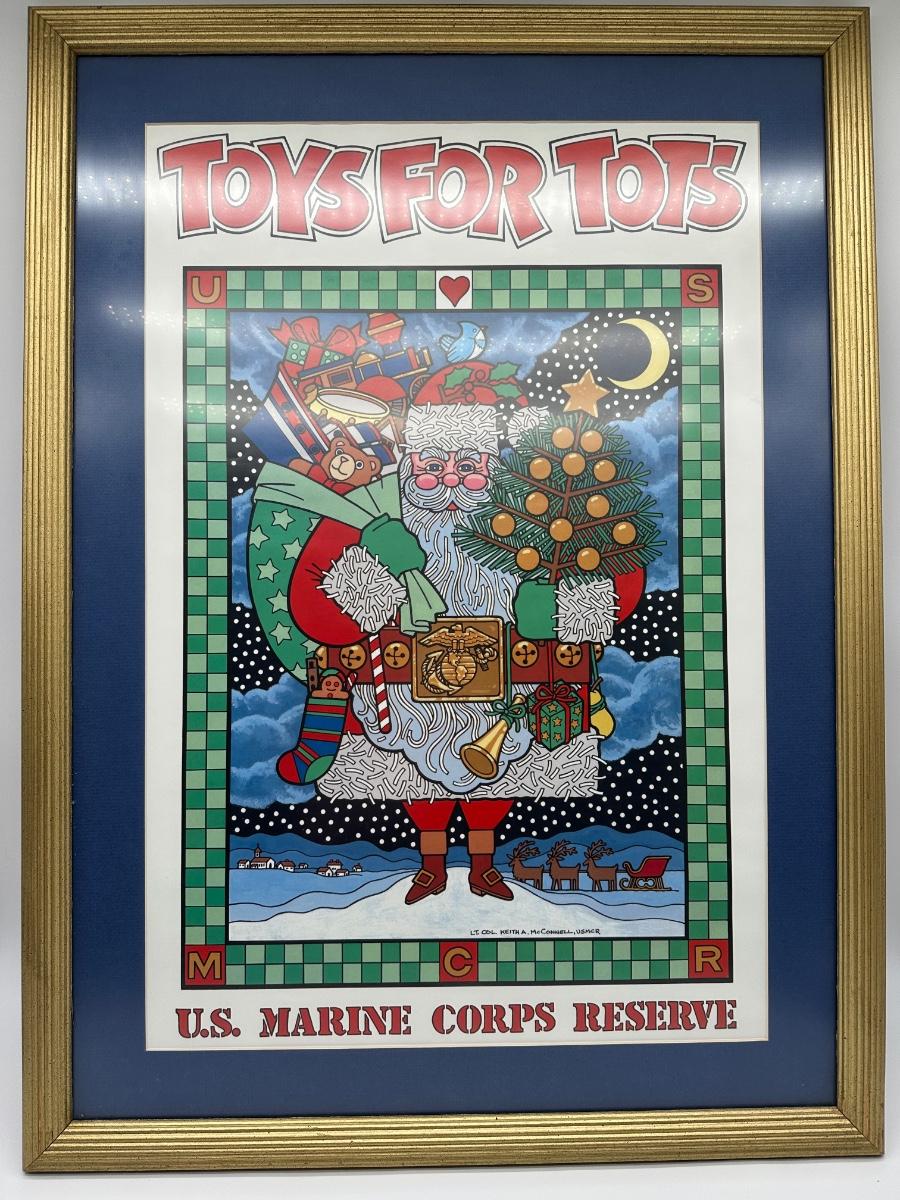 TOYS FOR TOTS
U S
LT. COL. KEITH A. McCONNELL, USMCR
M C R
U.S. MARINE CORPS RESERVE